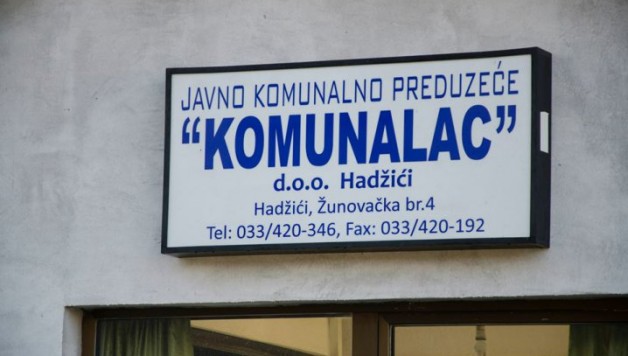 JAVNO KOMUNALNO PREDUZEĆE
“KOMUNALAC”
d.o.o. Hadžići
Hadžići, Žunovačka br.4
Tel: 033/420-346, Fax: 033/420-192